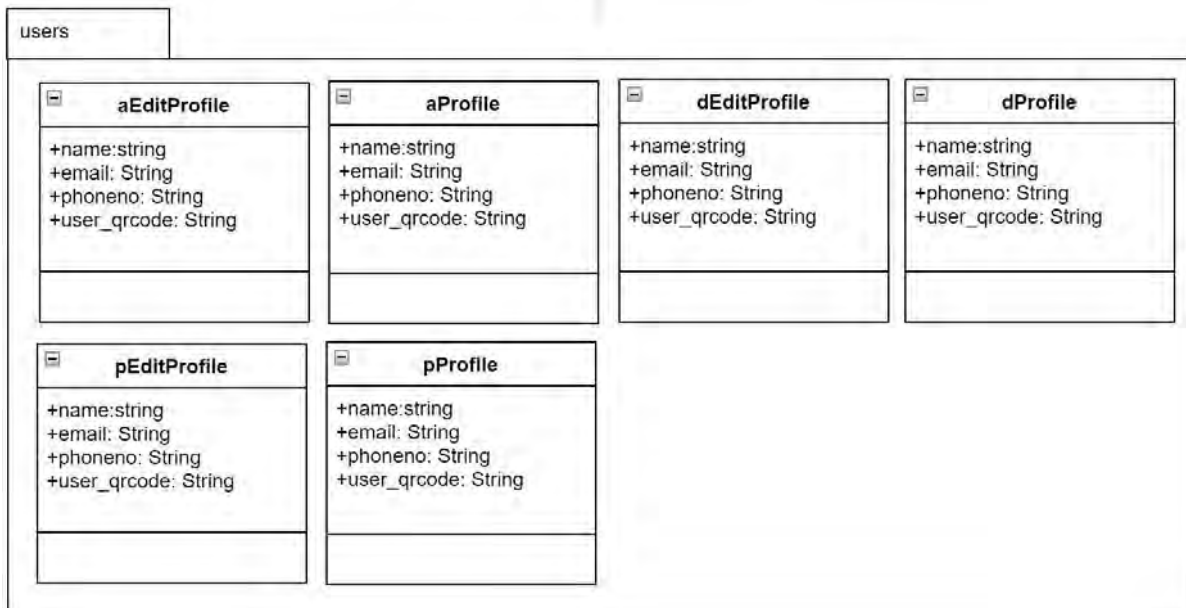 users
aEditProfile
+name:string
+email: String
+phoneno: String
+user_qrcode: String
aProfile
+name:string
+email: String
+phoneno: String
+user_qrcode: String
dEditProfile
+name:string
+email: String
+phoneno: String
+user_qrcode: String
dProfile
+name:string
+email: String
+phoneno: String
+user_qrcode: String
pEditProfile
+name:string
+email: String
+phoneno: String
+user_qrcode: String
pProfile
+name:string
+email: String
+phoneno: String
+user_qrcode: String